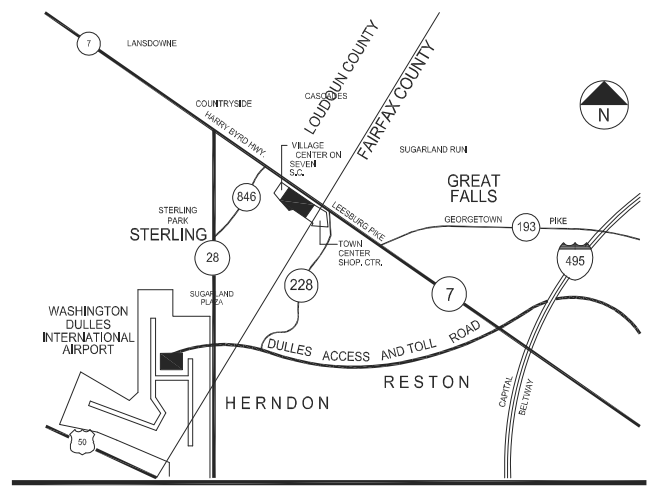 7
LANSDOWNE
LOUDOUN COUNTY
FAIRFAX COUNTY
CASCADES
COUNTRYSIDE
HARRY BYRD HWY.
N
VILLAGE
CENTER ON
SEVEN
S.C.
SUGARLAND RUN
GREAT
FALLS
846
STERLING
PARK
STERLING
LEESBURG PIKE
GEORGETOWN
193
PIKE
TOWN
CENTER
SHOP. CTR.
28
495
228
7
SUGARLAND
PLAZA
WASHINGTON
DULLES
INTERNATIONAL
AIRPORT
DULLES ACCESS AND TOLL ROAD
RESTON
HERNDON
CAPITAL
BELTWAY
50